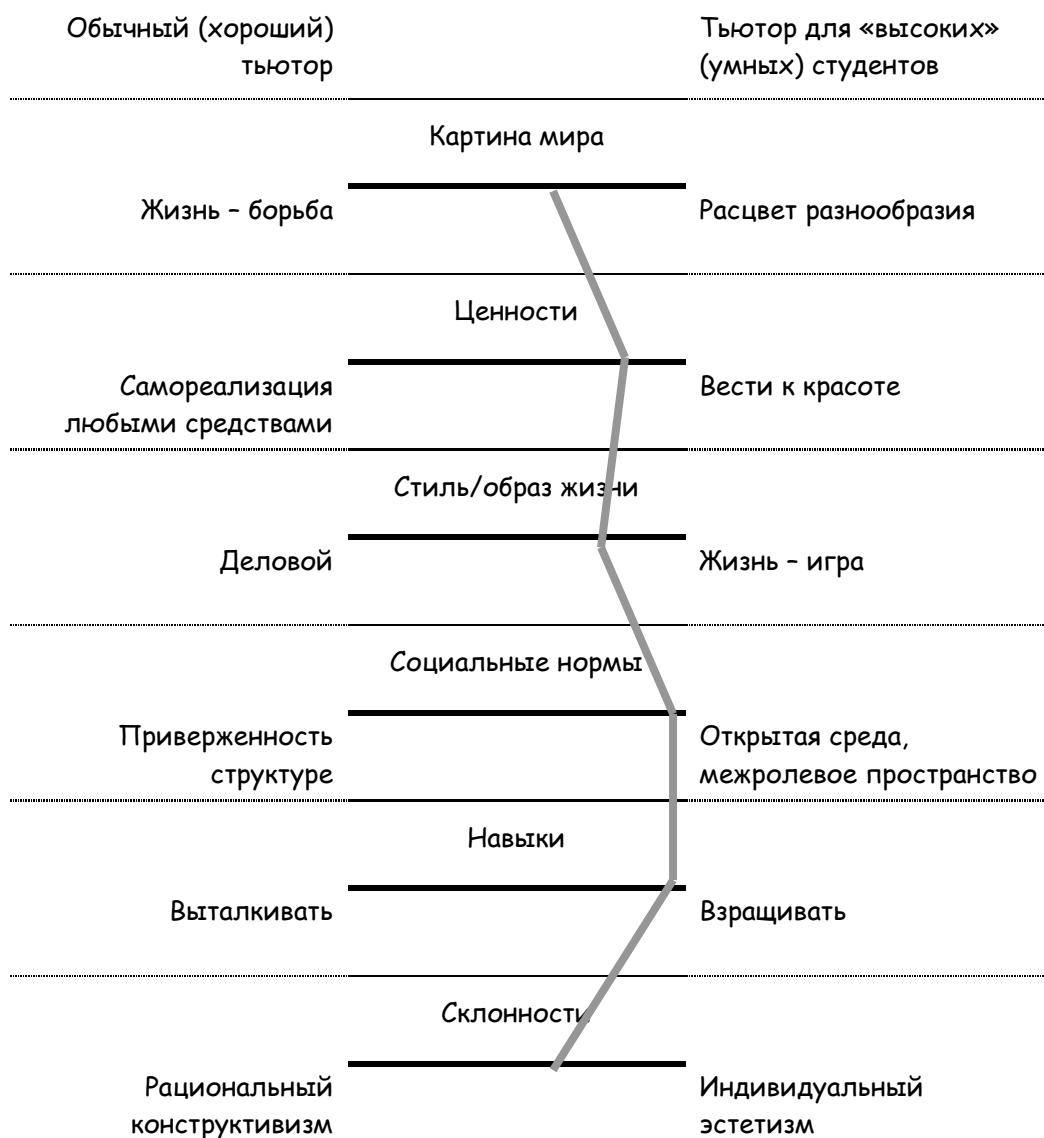 Обычный (хороший)
тьютор
Тьютор для «высоких»
(умных) студентов
Картина мира
Жизнь – борьба
Расцвет разнообразия
Ценности
Самореализация
любыми средствами
Вести к красоте
Стиль/образ жизни
Деловой
Жизнь – игра
Социальные нормы
Приверженность
структуре
Открытая среда,
межролевое пространство
Навыки
Выталкивать
Взращивать
Склонности
Рациональный
конструктивизм
Индивидуальный
эстетизм